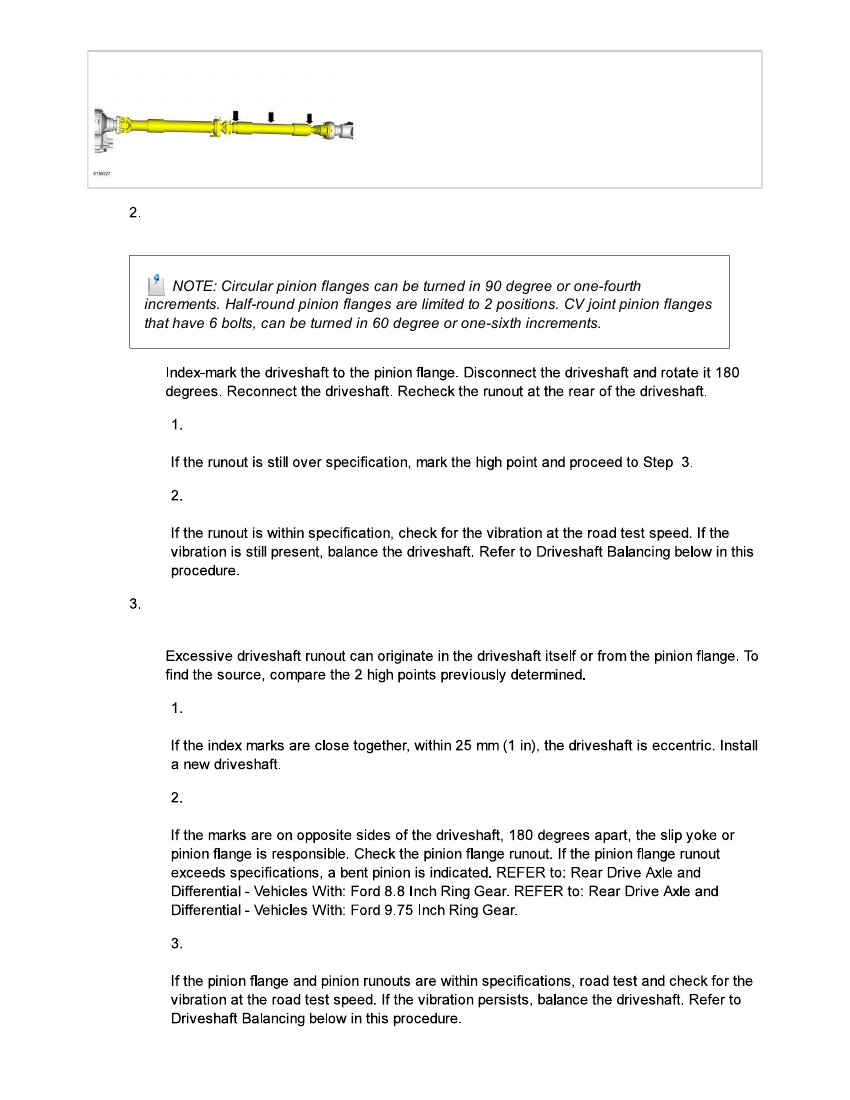 E156227
2.
NOTE: Circular pinion flanges can be turned in 90 degree or one-fourth
increments. Half-round pinion flanges are limited to 2 positions. CV joint pinion flanges
that have 6 bolts, can be turned in 60 degree or one-sixth increments.
Index-mark the driveshaft to the pinion flange. Disconnect the driveshaft and rotate it 180
degrees. Reconnect the driveshaft. Recheck the runout at the rear of the driveshaft.
1.
If the runout is still over specification, mark the high point and proceed to Step 3.
2.
If the runout is within specification, check for the vibration at the road test speed. If the
vibration is still present, balance the driveshaft. Refer to Driveshaft Balancing below in this
procedure.
3.
Excessive driveshaft runout can originate in the driveshaft itself or from the pinion flange. To
find the source, compare the 2 high points previously determined.
1.
If the index marks are close together, within 25 mm (1 in), the driveshaft is eccentric. Install
a new driveshaft.
2.
If the marks are on opposite sides of the driveshaft, 180 degrees apart, the slip yoke or
pinion flange is responsible. Check the pinion flange runout. If the pinion flange runout
exceeds specifications, a bent pinion is indicated. REFER to: Rear Drive Axle and
Differential - Vehicles With: Ford 8.8 Inch Ring Gear. REFER to: Rear Drive Axle and
Differential - Vehicles With: Ford 9.75 Inch Ring Gear.
3.
If the pinion flange and pinion runouts are within specifications, road test and check for the
vibration at the road test speed. If the vibration persists, balance the driveshaft. Refer to
Driveshaft Balancing below in this procedure.